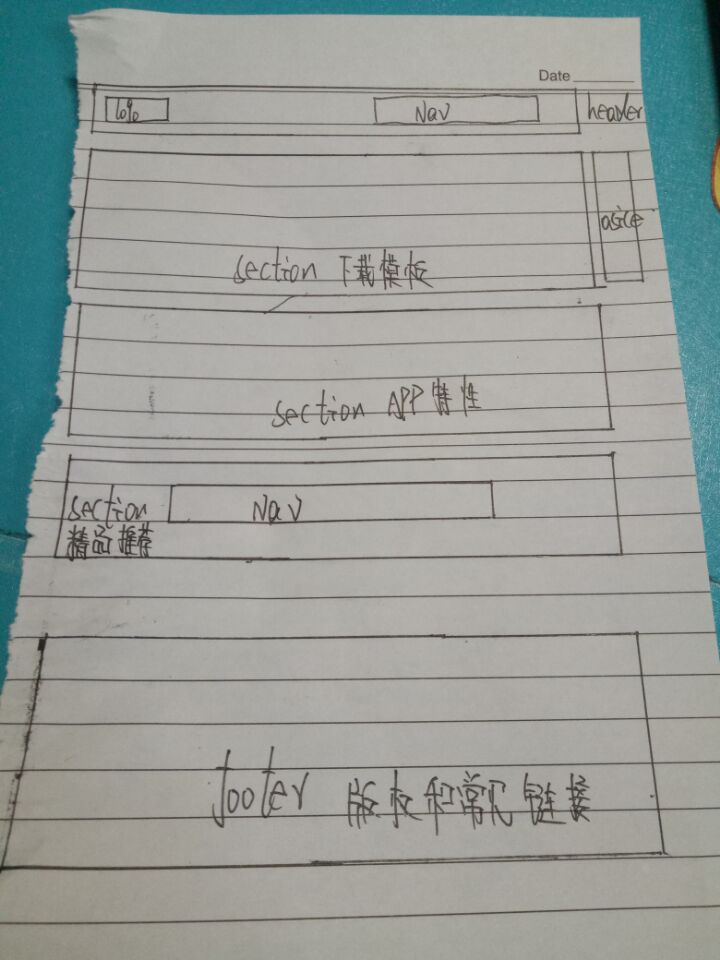 Date
logo Nav header
section 下载模板 aside
section APP特性
section Nav
精品推荐
footer 版权和常见链接